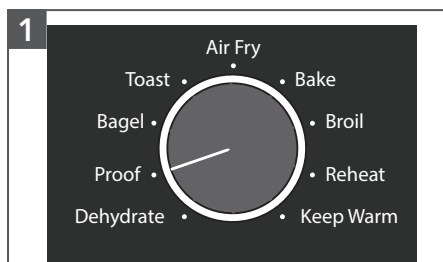 1
Air Fry
Toast
Bake
Bagel
Broil
Proof
Reheat
Dehydrate
Keep Warm